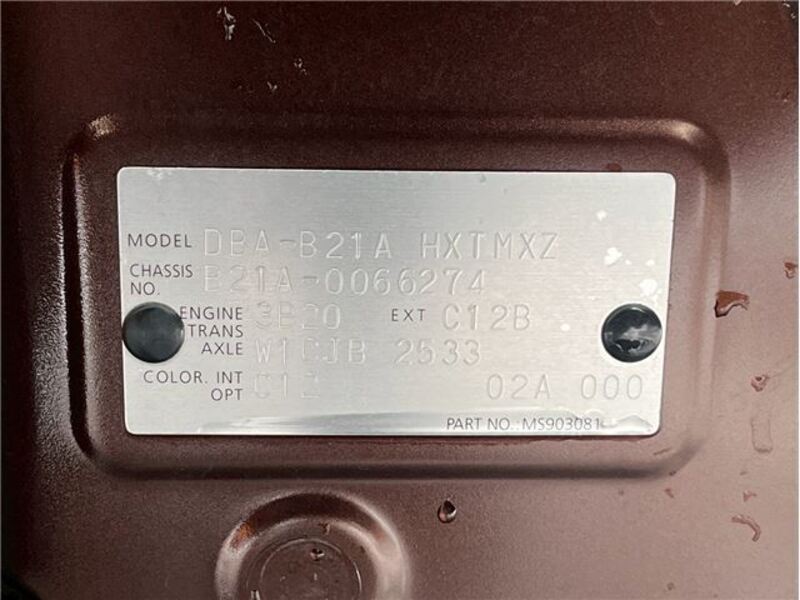 MODEL DBA-B21A HXTMXZ
CHASSIS NO. B21A-0066274
ENGINE 3B20 EXT C12B
TRANS AXLE W1CJB 2533
COLOR. INT OPT C12 02A 000
PART NO.: MS903081